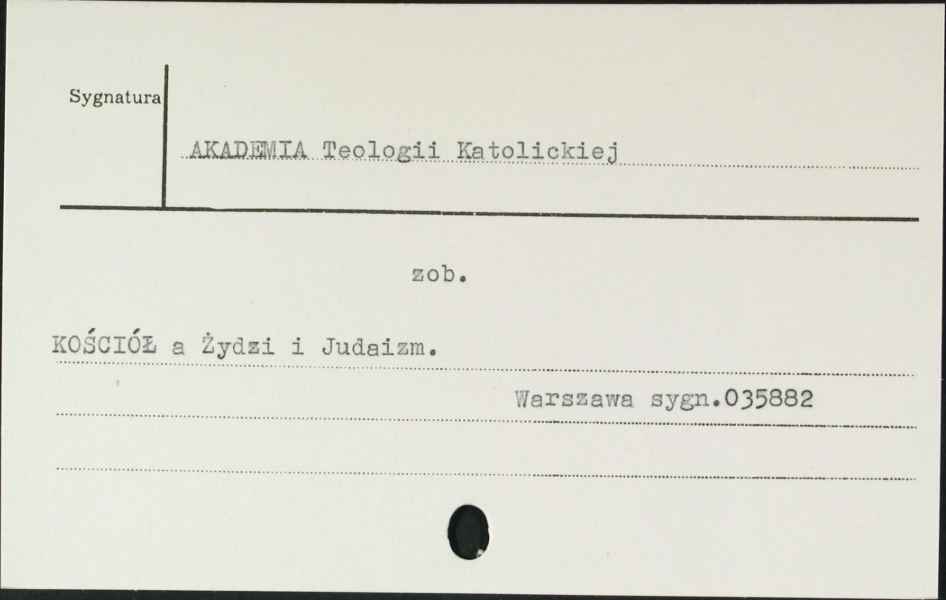 Sygnatura
AKADEMIA Teologii Katolickiej
zob.
KOŚCIÓŁ a Żydzi i Judaizm.
Warszawa sygn.035882